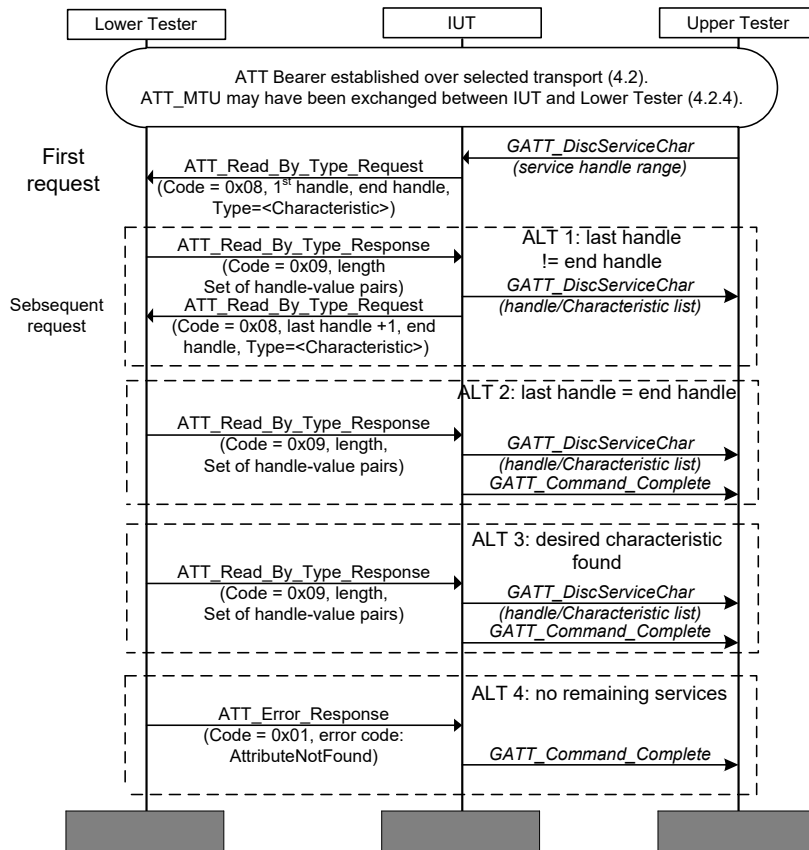 Lower Tester
IUT
Upper Tester
ATT Bearer established over selected transport (4.2).
ATT_MTU may have been exchanged between IUT and Lower Tester (4.2.4).
First
request
GATT_DiscServiceChar
(service handle range)
ATT_Read_By_Type_Request
(Code = 0x08, 1st handle, end handle,
Type=<Characteristic>)
ALT 1: last handle
!= end handle
ATT_Read_By_Type_Response
(Code = 0x09, length
Set of handle-value pairs)
GATT_DiscServiceChar
(handle/Characteristic list)
Sebsequent
request
ATT_Read_By_Type_Request
(Code = 0x08, last handle +1, end
handle, Type=<Characteristic>)
ALT 2: last handle = end handle
ATT_Read_By_Type_Response
(Code = 0x09, length,
Set of handle-value pairs)
GATT_DiscServiceChar
(handle/Characteristic list)
GATT_Command_Complete
ALT 3: desired characteristic
found
ATT_Read_By_Type_Response
(Code = 0x09, length,
Set of handle-value pairs)
GATT_DiscServiceChar
(handle/Characteristic list)
GATT_Command_Complete
ALT 4: no remaining services
ATT_Error_Response
(Code = 0x01, error code:
AttributeNotFound)
GATT_Command_Complete